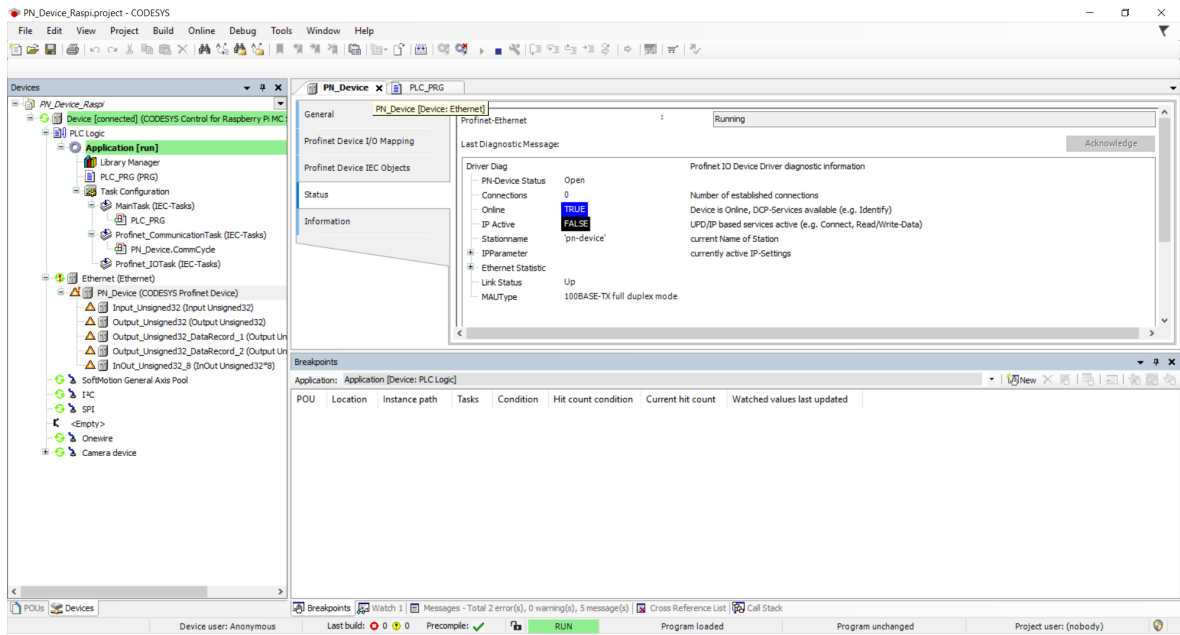 PN_Device_Raspi.project - CODESYS
File Edit View Project Build Online Debug Tools Window Help
Devices
PN_Device_Raspi
Device [connected] (CODESYS Control for Raspberry Pi MC
PLC Logic
Application [run]
Library Manager
PLC_PRG (PRG)
Task Configuration
MainTask (IEC-Tasks)
PLC_PRG
Profinet_CommunicationTask (IEC-Tasks)
PN_Device.CommCycle
Profinet_IOTask (IEC-Tasks)
Ethernet (Ethernet)
PN_Device (CODESYS Profinet Device)
Input_Unsigned32 (Input Unsigned32)
Output_Unsigned32 (Output Unsigned32)
Output_Unsigned32_DataRecord_1 (Output Un
Output_Unsigned32_DataRecord_2 (Output Un
InOut_Unsigned32_8 (InOut Unsigned32*8)
SoftMotion General Axis Pool
I²C
SPI
<Empty>
Onewire
Camera device
POUs Devices
PN_Device PLC_PRG
PN_Device [Device: Ethernet]
General
Profinet Device I/O Mapping
Profinet Device IEC Objects
Status
Information
Profinet-Ethernet : Running
Last Diagnostic Message: Acknowledge
Driver Diag Profinet IO Device Driver diagnostic information
PN-Device Status Open
Connections 0 Number of established connections
Online TRUE Device is Online, DCP-Services available (e.g. Identify)
IP Active FALSE UPD/IP based services active (e.g. Connect, Read/Write-Data)
Stationname 'pn-device' current Name of Station
IPParameter currently active IP-Settings
Ethernet Statistic
Link Status Up
MAUType 100BASE-TX full duplex mode
Breakpoints
Application: Application [Device: PLC Logic] New
POU Location Instance path Tasks Condition Hit count condition Current hit count Watched values last updated
Breakpoints Watch 1 Messages - Total 2 error(s), 0 warning(s), 5 message(s) Cross Reference List Call Stack
Device user: Anonymous Last build: 0 0 Precompile: RUN Program loaded Program unchanged Project user: (nobody)